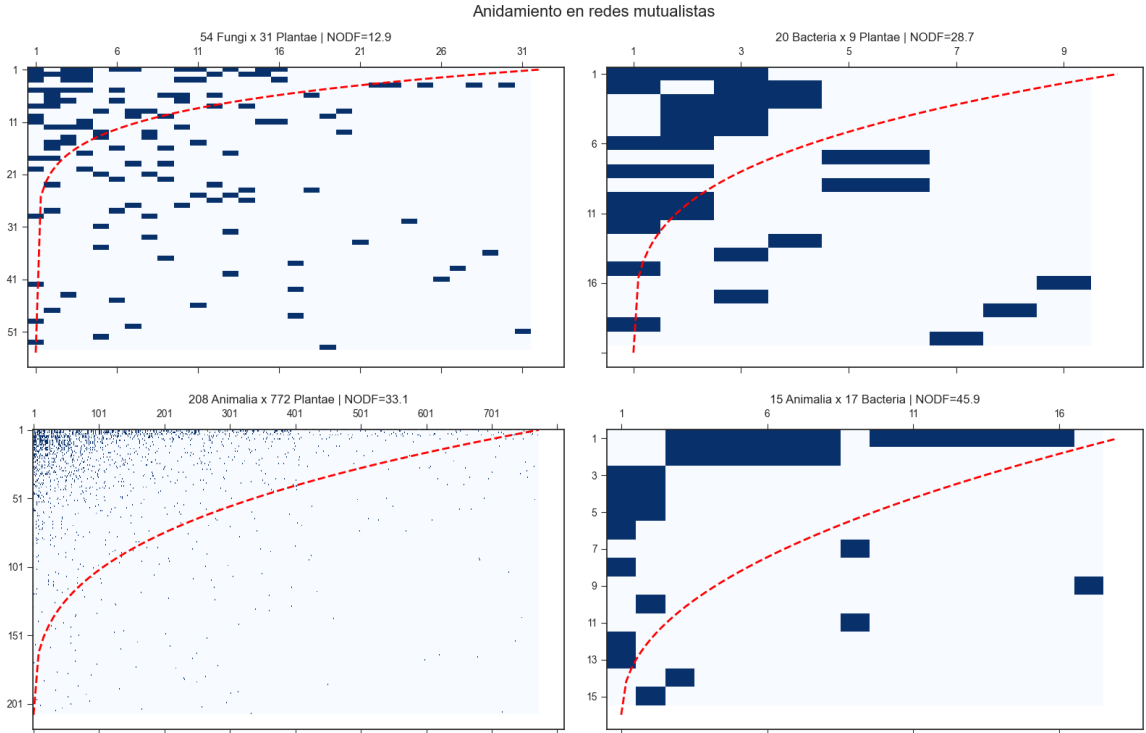 Anidamiento en redes mutualistas
54 Fungi x 31 Plantae | NODF=12.9
1 6 11 16 21 26 31
1
11
21
31
41
51
20 Bacteria x 9 Plantae | NODF=28.7
1 3 5 7 9
1
6
11
16
208 Animalia x 772 Plantae | NODF=33.1
1 101 201 301 401 501 601 701
1
51
101
151
201
15 Animalia x 17 Bacteria | NODF=45.9
1 6 11 16
1
3
5
7
9
11
13
15